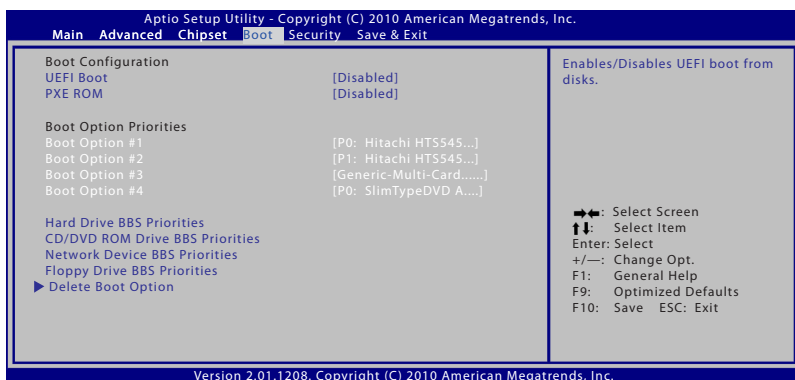 Aptio Setup Utility - Copyright (C) 2010 American Megatrends, Inc.
Main Advanced Chipset Boot Security Save & Exit
Boot Configuration
UEFI Boot [Disabled]
PXE ROM [Disabled]
Boot Option Priorities
Boot Option #1 [P0: Hitachi HTS545...]
Boot Option #2 [P1: Hitachi HTS545...]
Boot Option #3 [Generic-Multi-Card......]
Boot Option #4 [P0: SlimTypeDVD A....]
Hard Drive BBS Priorities
CD/DVD ROM Drive BBS Priorities
Network Device BBS Priorities
Floppy Drive BBS Priorities
▶ Delete Boot Option
Enables/Disables UEFI boot from
disks.
➡⬅: Select Screen
⬆⬇: Select Item
Enter: Select
+/—: Change Opt.
F1: General Help
F9: Optimized Defaults
F10: Save ESC: Exit
Version 2.01.1208. Copyright (C) 2010 American Megatrends, Inc.